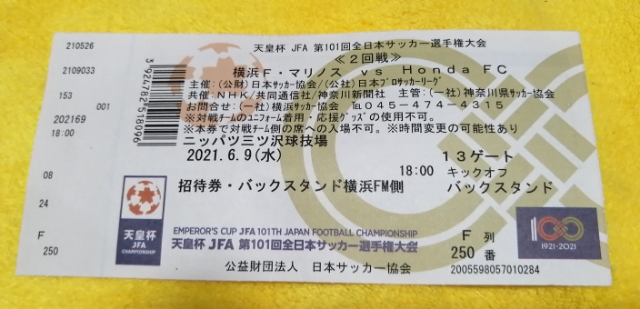 210526
2109033
153 001
202169
18:00
08
24
F
250
3924782518096
天皇杯 JFA 第101回全日本サッカー選手権大会
≪2回戦≫
横浜F・マリノス vs Honda FC
主催：(公財)日本サッカー協会/(公社)日本プロサッカーリーグ
共催：NHK/共同通信社/神奈川新聞社 主管：(一社)神奈川県サッカー協会
お問合せ：(一社)横浜サッカー協会 TEL045-474-4315
※対戦チームのユニフォーム着用・応援グッズの使用不可。
※本券で対戦チーム側の席への入場不可。※時間変更の可能性あり
ニッパツ三ツ沢球技場
2021.6.9(水) 13ゲート
18:00 キックオフ
招待券・バックスタンド横浜FM側 バックスタンド
天皇杯
JFA
CHAMPIONSHIP
EMPEROR'S CUP JFA 101TH JAPAN FOOTBALL CHAMPIONSHIP
天皇杯 JFA 第101回全日本サッカー選手権大会
公益財団法人 日本サッカー協会
F 列
250 番
2005598057010284
100
1921-2021